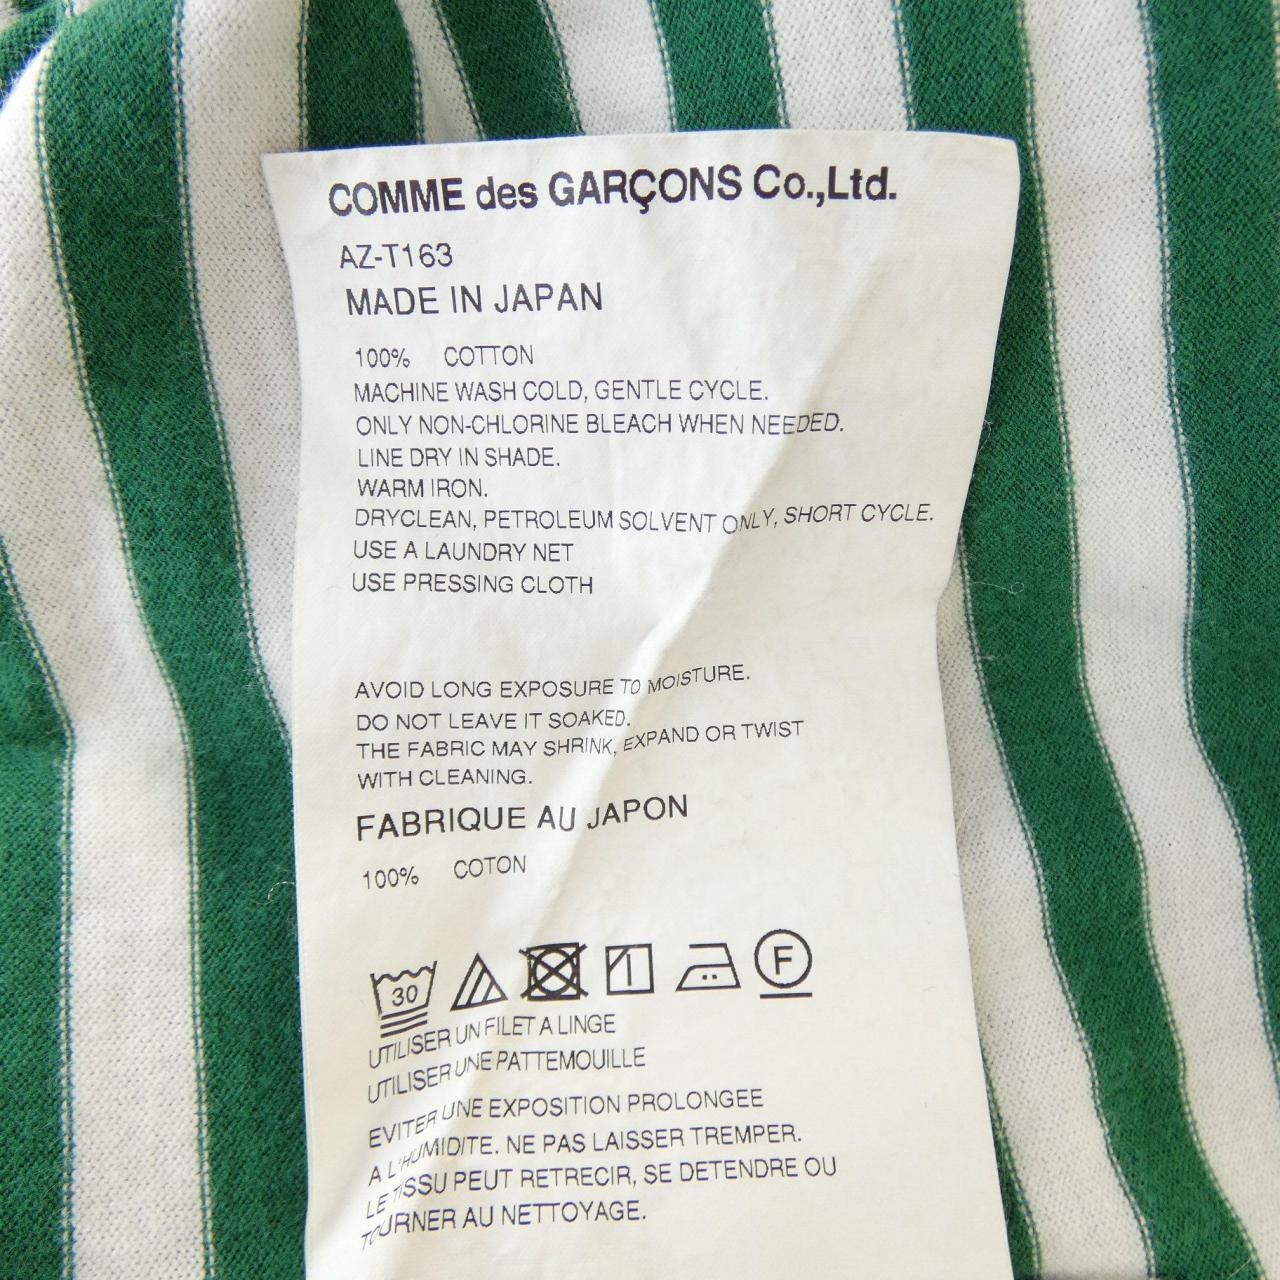 COMME des GARÇONS Co.,Ltd.
AZ-T163
MADE IN JAPAN
100% COTTON
MACHINE WASH COLD, GENTLE CYCLE.
ONLY NON-CHLORINE BLEACH WHEN NEEDED.
LINE DRY IN SHADE.
WARM IRON.
DRYCLEAN, PETROLEUM SOLVENT ONLY, SHORT CYCLE.
USE A LAUNDRY NET
USE PRESSING CLOTH
AVOID LONG EXPOSURE TO MOISTURE.
DO NOT LEAVE IT SOAKED.
THE FABRIC MAY SHRINK, EXPAND OR TWIST
WITH CLEANING.
FABRIQUE AU JAPON
100% COTON
30 F
UTILISER UN FILET A LINGE
UTILISER UNE PATTEMOUILLE
EVITER UNE EXPOSITION PROLONGEE
A L'HUMIDITE. NE PAS LAISSER TREMPER.
LE TISSU PEUT RETRECIR, SE DETENDRE OU
TOURNER AU NETTOYAGE.